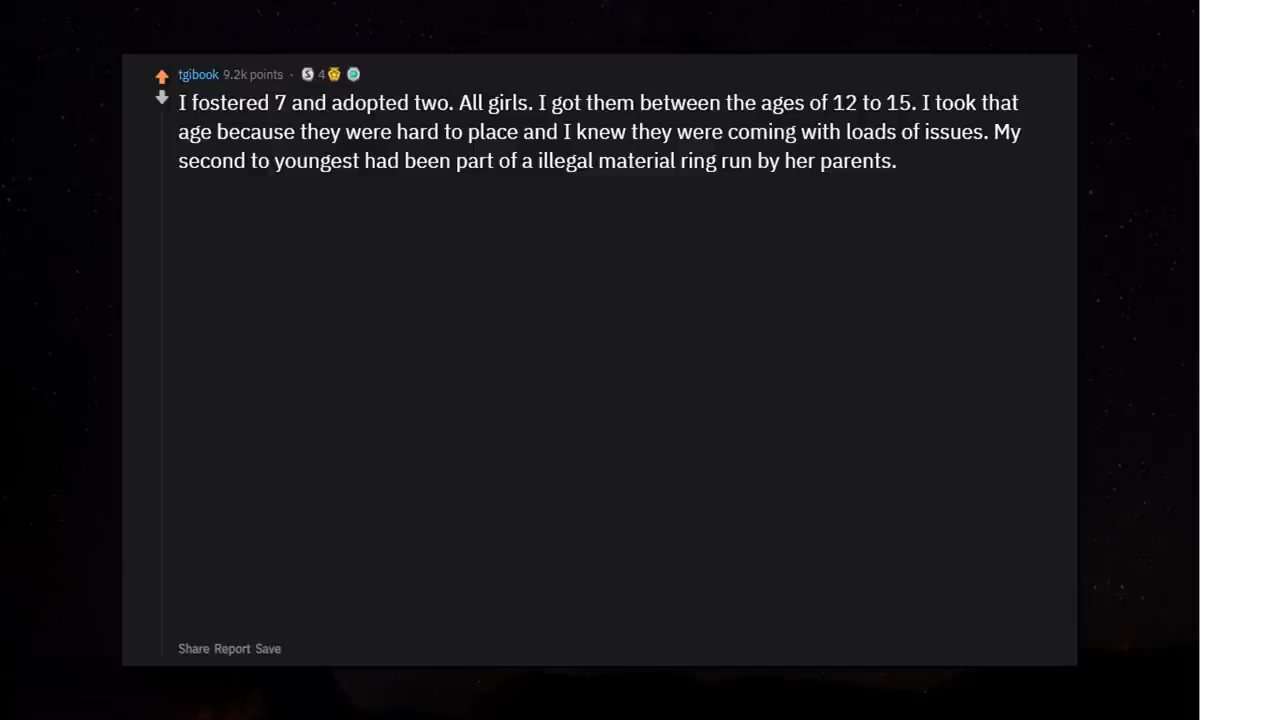 tgibook 9.2k points · S 4
I fostered 7 and adopted two. All girls. I got them between the ages of 12 to 15. I took that
age because they were hard to place and I knew they were coming with loads of issues. My
second to youngest had been part of a illegal material ring run by her parents.
Share Report Save